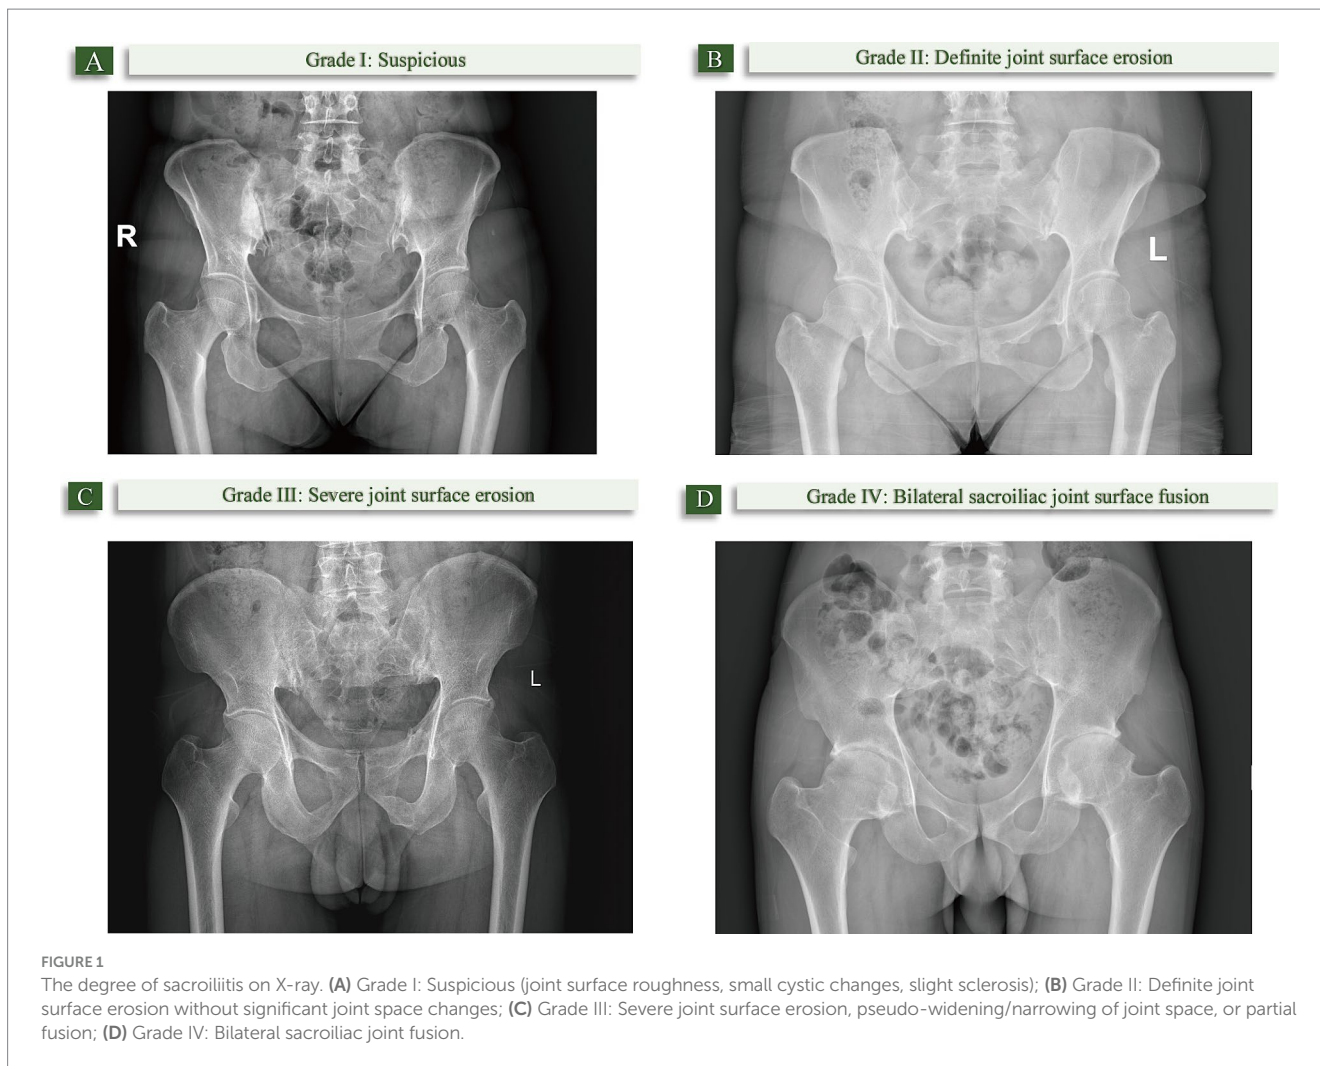 A Grade I: Suspicious
B Grade II: Definite joint surface erosion
R
L
C Grade III: Severe joint surface erosion
D Grade IV: Bilateral sacroiliac joint surface fusion
L
FIGURE 1
The degree of sacroiliitis on X-ray. (A) Grade I: Suspicious (joint surface roughness, small cystic changes, slight sclerosis); (B) Grade II: Definite joint
surface erosion without significant joint space changes; (C) Grade III: Severe joint surface erosion, pseudo-widening/narrowing of joint space, or partial
fusion; (D) Grade IV: Bilateral sacroiliac joint fusion.